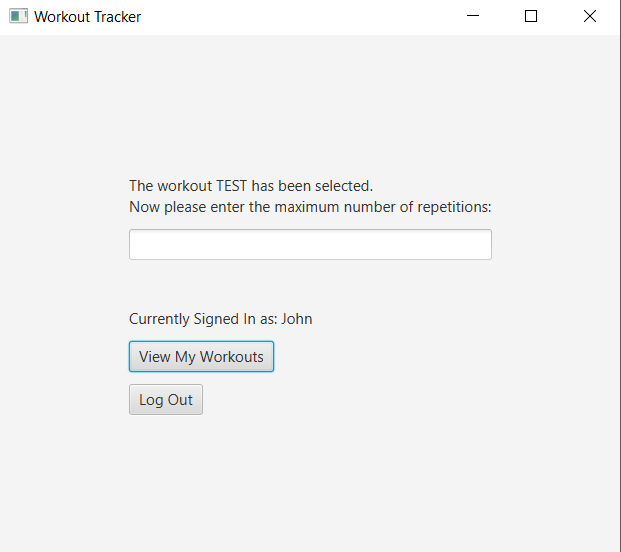 Workout Tracker
The workout TEST has been selected.
Now please enter the maximum number of repetitions:
Currently Signed In as: John
View My Workouts
Log Out